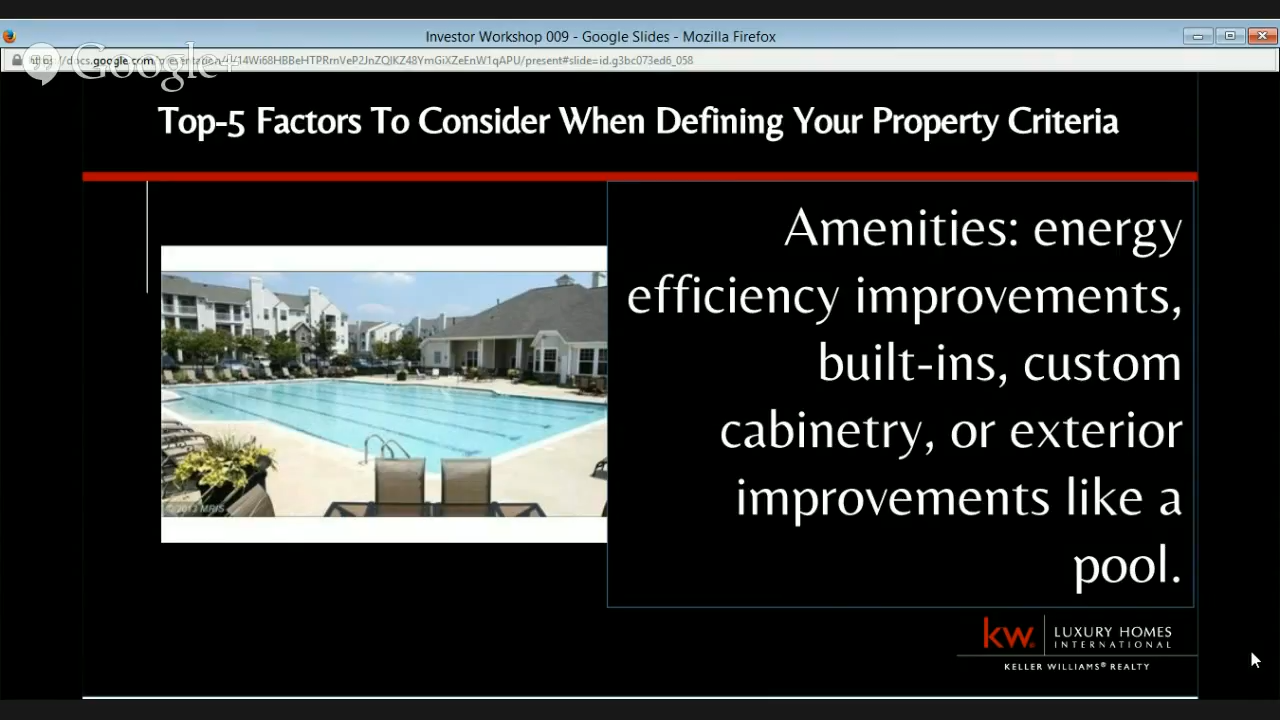 Investor Workshop 009 - Google Slides - Mozilla Firefox
Google+
Top-5 Factors To Consider When Defining Your Property Criteria
Amenities: energy
efficiency improvements,
built-ins, custom
cabinetry, or exterior
improvements like a
pool.
©2013 MRIS
kw
LUXURY HOMES
INTERNATIONAL
KELLER WILLIAMS® REALTY